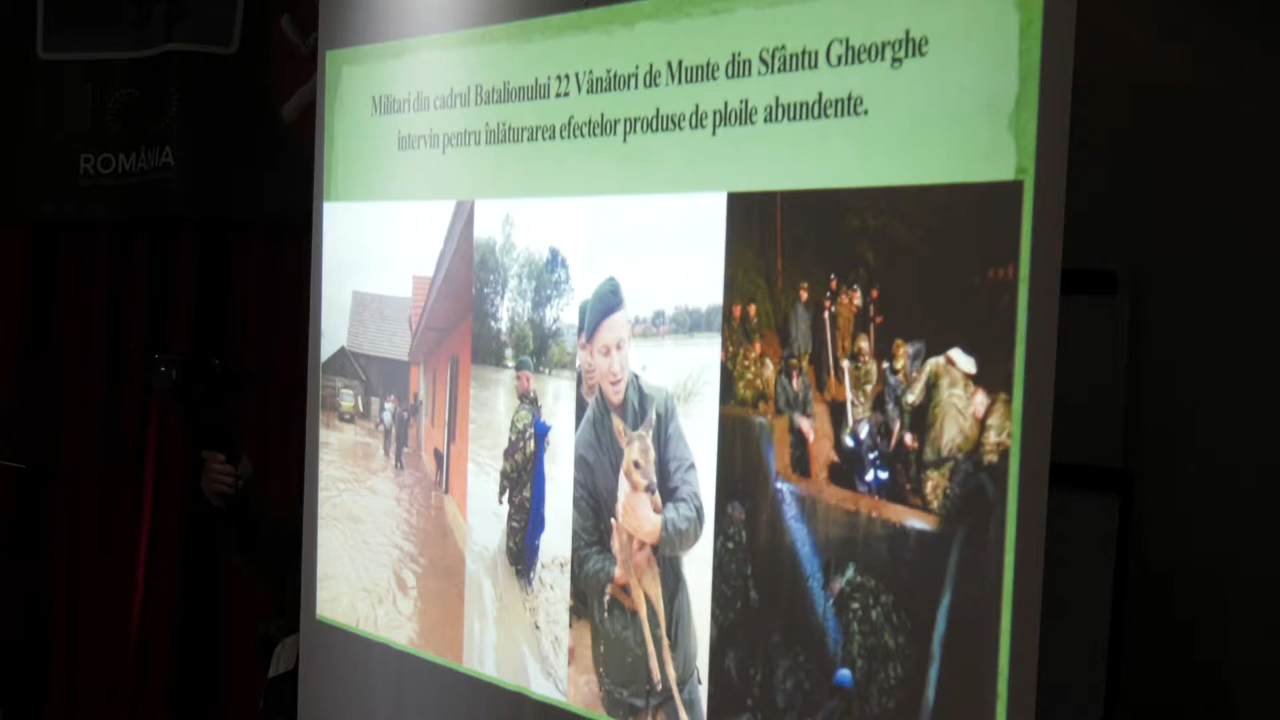 Militari din cadrul Batalionului 22 Vânători de Munte din Sfântu Gheorghe
intervin pentru înlăturarea efectelor produse de ploile abundente.
ROMÂNIA